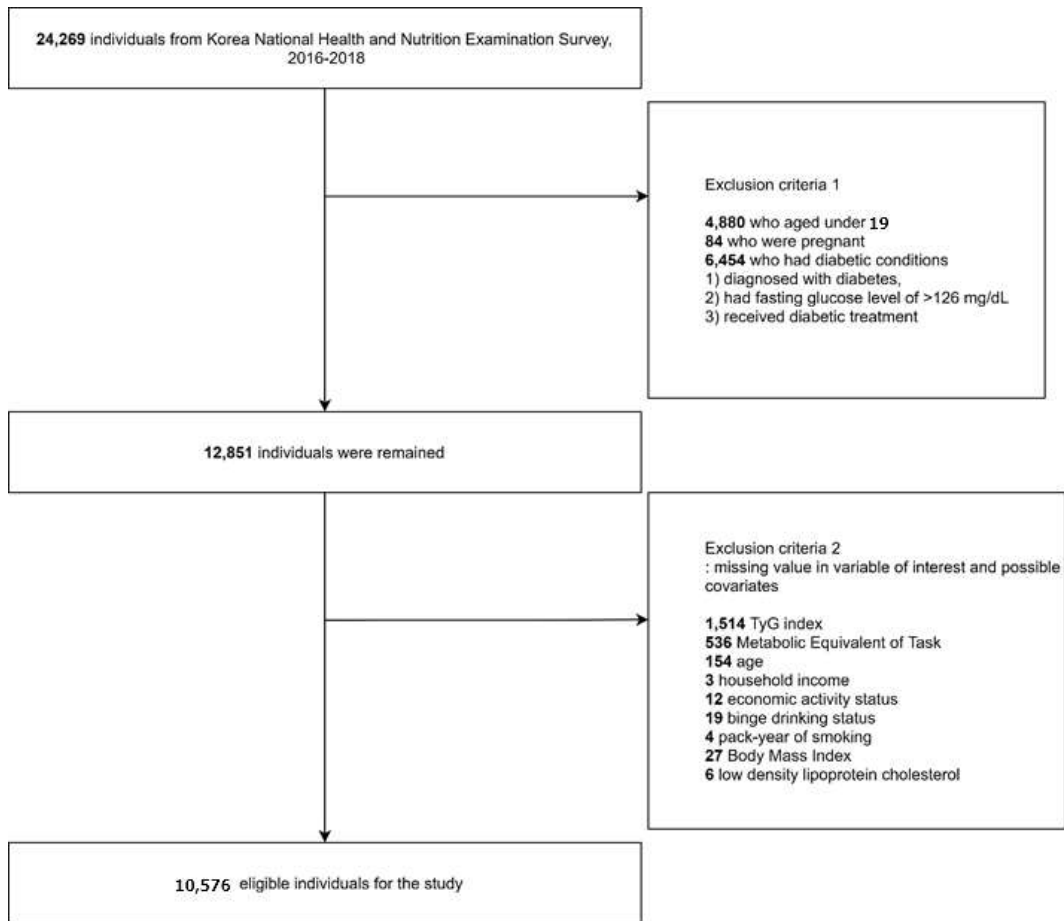 24,269 individuals from Korea National Health and Nutrition Examination Survey,
2016-2018
Exclusion criteria 1
4,880 who aged under 19
84 who were pregnant
6,454 who had diabetic conditions
1) diagnosed with diabetes,
2) had fasting glucose level of >126 mg/dL
3) received diabetic treatment
12,851 individuals were remained
Exclusion criteria 2
: missing value in variable of interest and possible
covariates
1,514 TyG index
536 Metabolic Equivalent of Task
154 age
3 household income
12 economic activity status
19 binge drinking status
4 pack-year of smoking
27 Body Mass Index
6 low density lipoprotein cholesterol
10,576 eligible individuals for the study